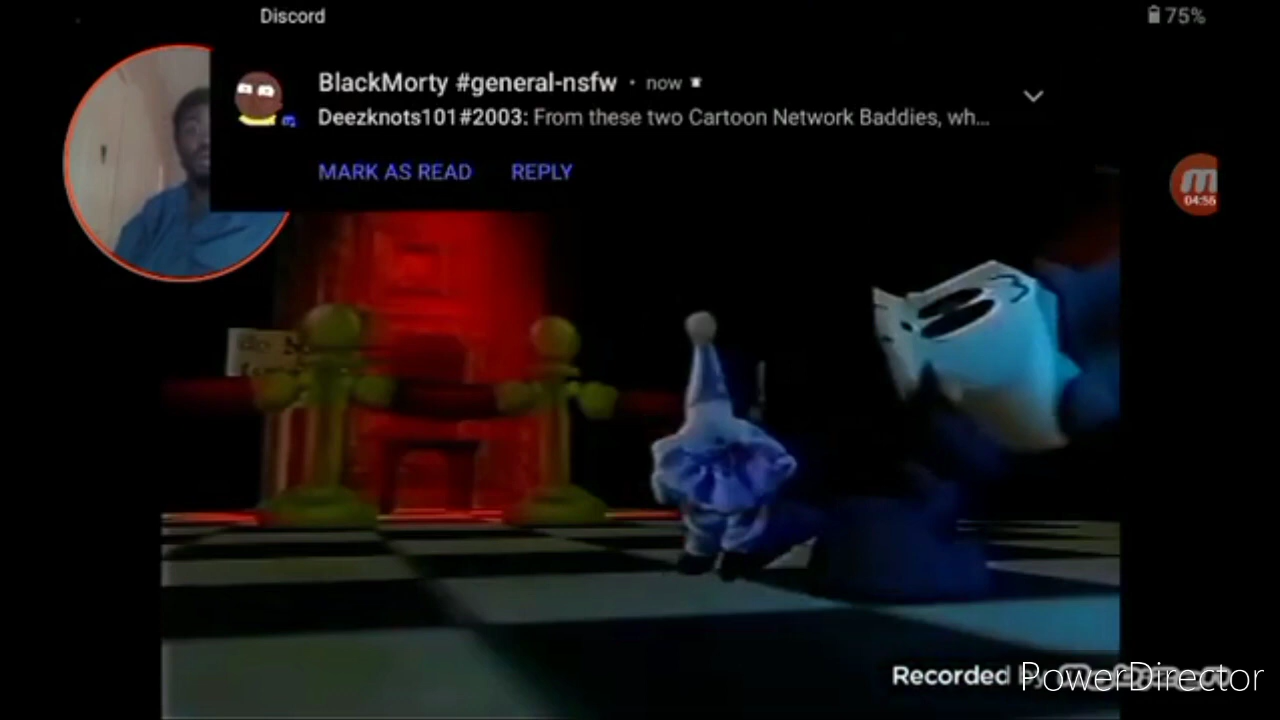 Discord
75%
BlackMorty #general-nsfw • now
Deezknots101#2003: From these two Cartoon Network Baddies, wh...
MARK AS READ REPLY
04:56
Recorded by
PowerDirector